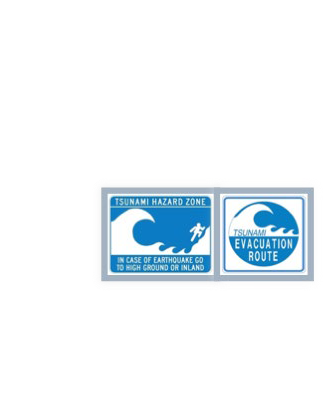 TSUNAMI HAZARD ZONE
IN CASE OF EARTHQUAKE GO
TO HIGH GROUND OR INLAND
TSUNAMI
EVACUATION
ROUTE